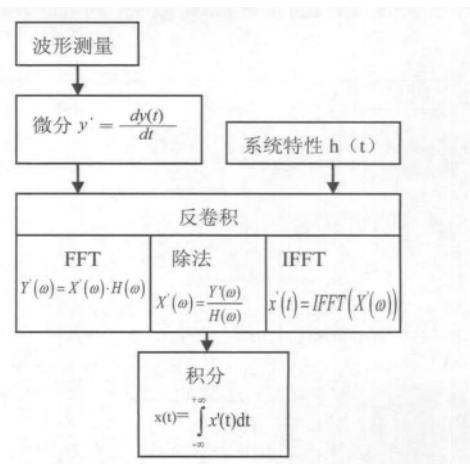 波形测量
微分 y' = dy(t)/dt
系统特性 h（t）
反卷积
FFT
Y'(ω)=X'(ω)·H(ω)
除法
X'(ω)=Y'(ω)/H(ω)
IFFT
x'(t)=IFFT(X'(ω))
积分
x(t)=∫_{-∞}^{+∞} x'(t)dt